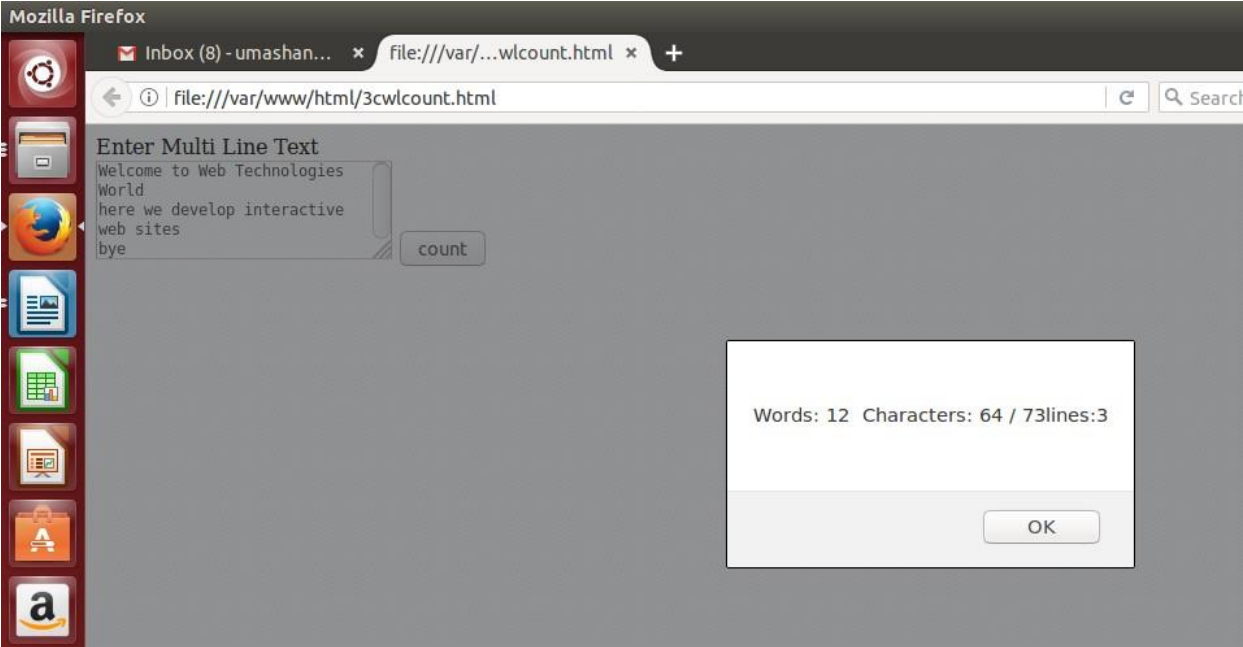 Mozilla Firefox
Inbox (8) - umashan... × file:///var/...wlcount.html × +
file:///var/www/html/3cwlcount.html
Search
Enter Multi Line Text
Welcome to Web Technologies
World
here we develop interactive
web sites
bye
count
Words: 12 Characters: 64 / 73lines:3
OK